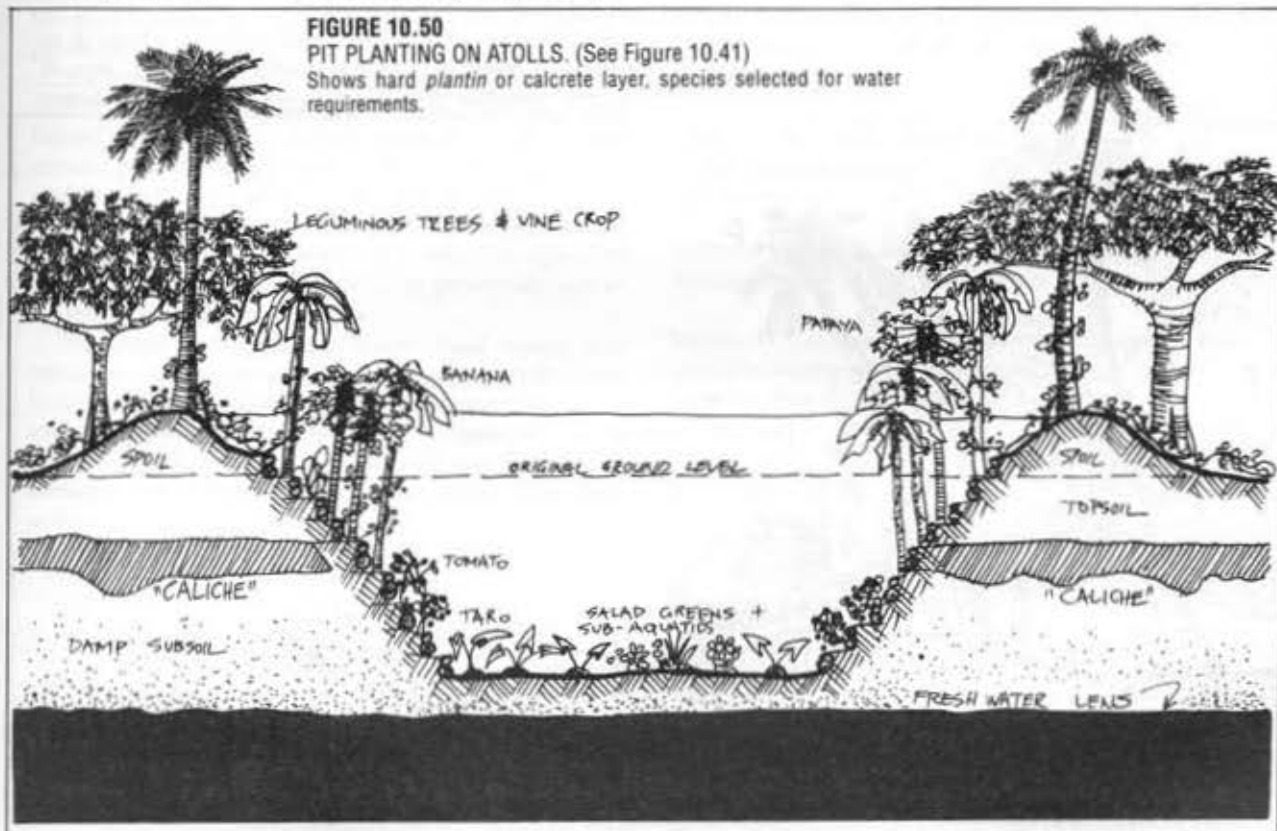 FIGURE 10.50
PIT PLANTING ON ATOLLS. (See Figure 10.41)
Shows hard plantin or calcrete layer, species selected for water
requirements.
LEGUMINOUS TREES & VINE CROP
PAPAYA
BANANA
SPOIL
ORIGINAL GROUND LEVEL
SPOIL
TOPSOIL
TOMATO
"CALICHE"
"CALICHE"
TARO
SALAD GREENS +
SUB-AQUATICS
DAMP SUBSOIL
FRESH WATER LENS